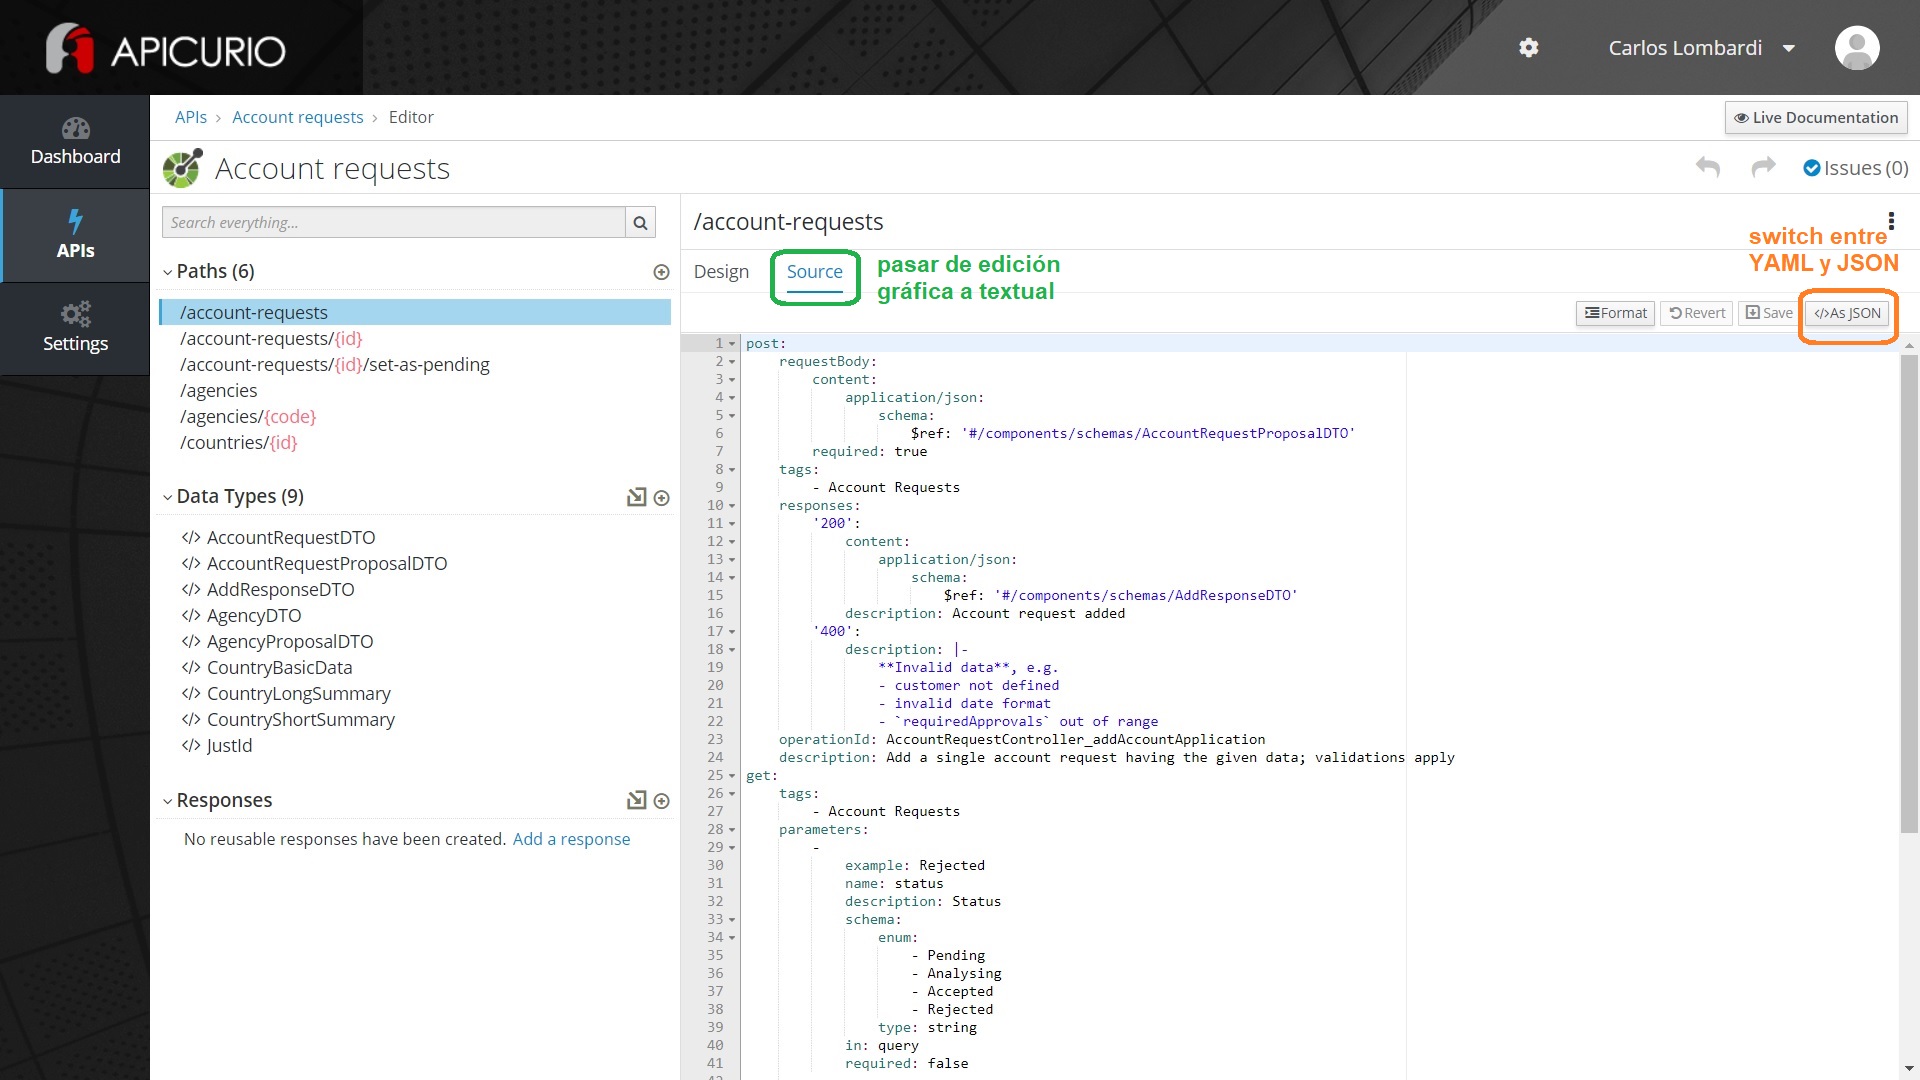 APICURIO
Carlos Lombardi
Dashboard
APIs
Settings
APIs › Account requests › Editor
Live Documentation
Account requests
Issues (0)
Search everything...
Paths (6)
/account-requests
/account-requests/{id}
/account-requests/{id}/set-as-pending
/agencies
/agencies/{code}
/countries/{id}
Data Types (9)
</> AccountRequestDTO
</> AccountRequestProposalDTO
</> AddResponseDTO
</> AgencyDTO
</> AgencyProposalDTO
</> CountryBasicData
</> CountryLongSummary
</> CountryShortSummary
</> JustId
Responses
No reusable responses have been created. Add a response
/account-requests
Design
Source
pasar de edición
gráfica a textual
switch entre
YAML y JSON
Format
Revert
Save
</>As JSON
1 post:
2 requestBody:
3 content:
4 application/json:
5 schema:
6 $ref: '#/components/schemas/AccountRequestProposalDTO'
7 required: true
8 tags:
9 - Account Requests
10 responses:
11 '200':
12 content:
13 application/json:
14 schema:
15 $ref: '#/components/schemas/AddResponseDTO'
16 description: Account request added
17 '400':
18 description: |-
19 **Invalid data**, e.g.
20 - customer not defined
21 - invalid date format
22 - `requiredApprovals` out of range
23 operationId: AccountRequestController_addAccountApplication
24 description: Add a single account request having the given data; validations apply
25 get:
26 tags:
27 - Account Requests
28 parameters:
29 -
30 example: Rejected
31 name: status
32 description: Status
33 schema:
34 enum:
35 - Pending
36 - Analysing
37 - Accepted
38 - Rejected
39 type: string
40 in: query
41 required: false